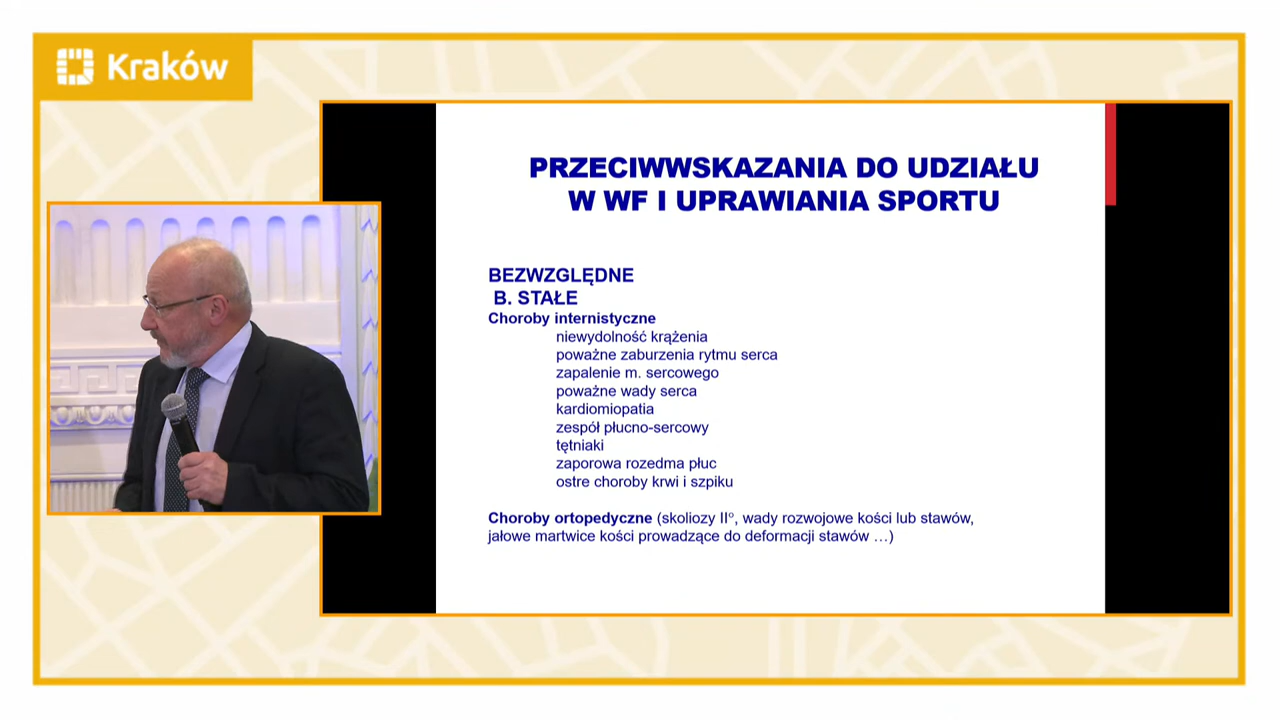 Kraków
PRZECIWWSKAZANIA DO UDZIAŁU
W WF I UPRAWIANIA SPORTU
BEZWZGLĘDNE
B. STAŁE
Choroby internistyczne
niewydolność krążenia
poważne zaburzenia rytmu serca
zapalenie m. sercowego
poważne wady serca
kardiomiopatia
zespół płucno-sercowy
tętniaki
zaporowa rozedma płuc
ostre choroby krwi i szpiku
Choroby ortopedyczne (skoliozy IIº, wady rozwojowe kości lub stawów,
jałowe martwice kości prowadzące do deformacji stawów …)